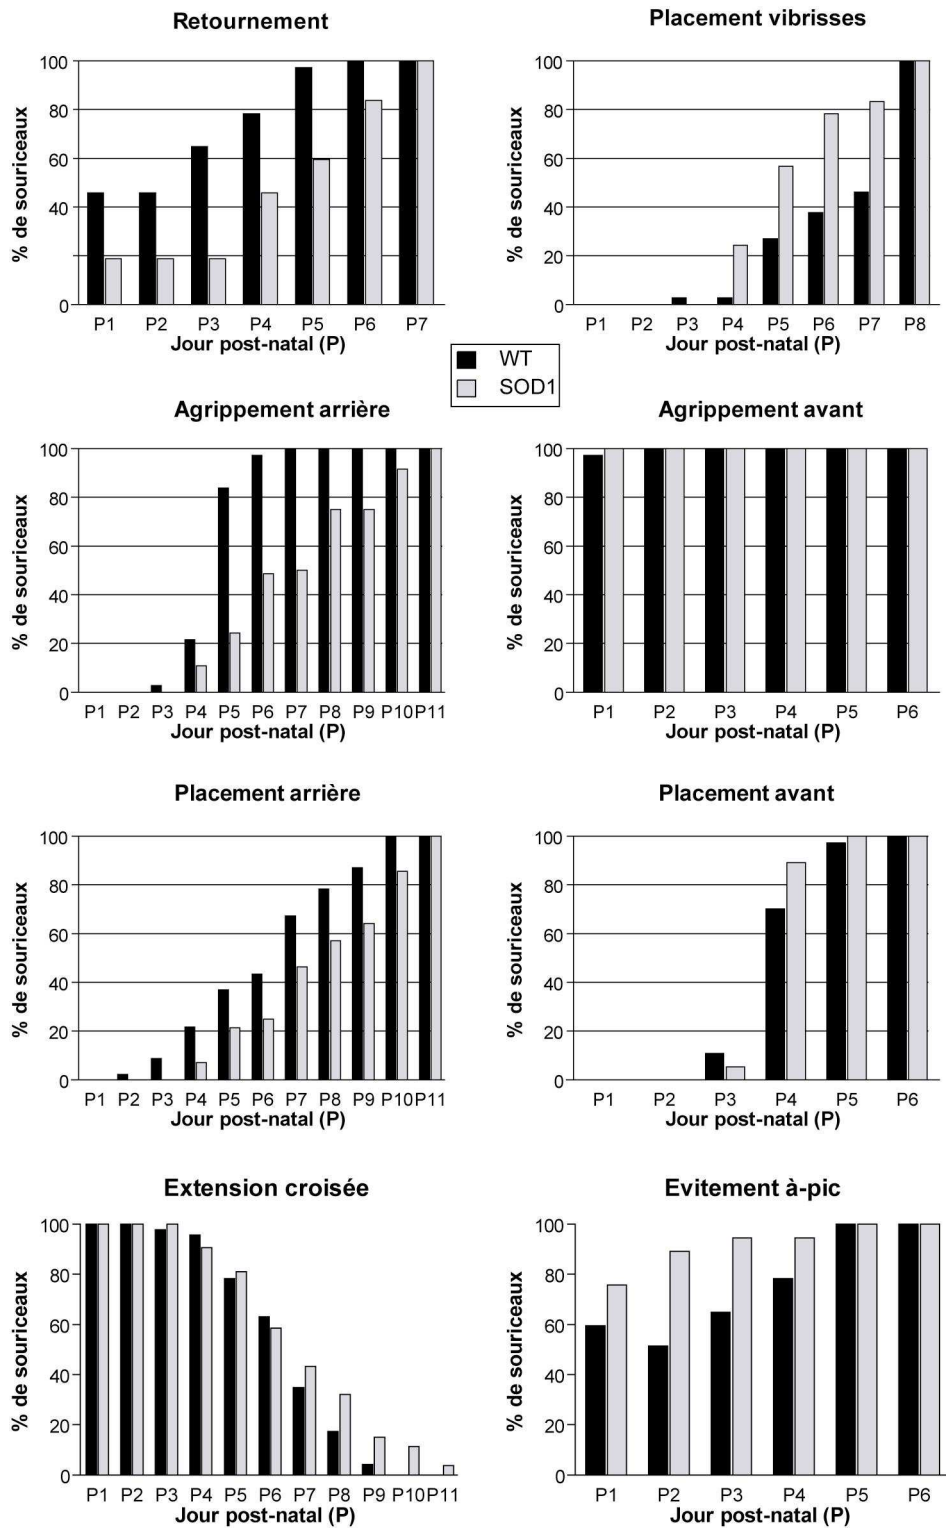 Retournement
% de souriceaux
100
80
60
40
0
P1 P2 P3 P4 P5 P6 P7
Jour post-natal (P)
Placement vibrisses
% de souriceaux
100
80
60
40
20
0
P1 P2 P3 P4 P5 P6 P7 P8
Jour post-natal (P)
WT
SOD1
Agrippement arrière
% de souriceaux
100
80
60
40
20
0
P1 P2 P3 P4 P5 P6 P7 P8 P9 P10 P11
Jour post-natal (P)
Agrippement avant
% de souriceaux
100
80
60
40
20
0
P1 P2 P3 P4 P5 P6
Jour post-natal (P)
Placement arrière
% de souriceaux
100
80
60
40
20
0
P1 P2 P3 P4 P5 P6 P7 P8 P9 P10 P11
Jour post-natal (P)
Placement avant
% de souriceaux
100
80
60
40
20
0
P1 P2 P3 P4 P5 P6
Jour post-natal (P)
Extension croisée
% de souriceaux
100
80
60
40
20
0
P1 P2 P3 P4 P5 P6 P7 P8 P9 P10 P11
Jour post-natal (P)
Evitement à-pic
% de souriceaux
100
80
60
40
20
0
P1 P2 P3 P4 P5 P6
Jour post-natal (P)